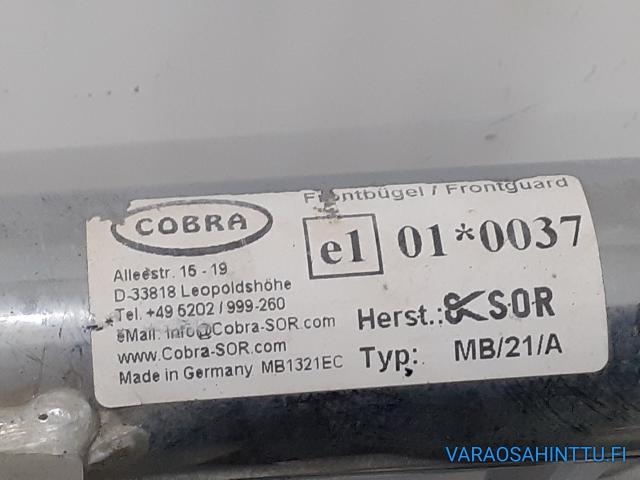 Frontbügel / Frontguard
COBRA
e1 01*0037
Alleestr. 15 - 19
D-33818 Leopoldshöhe
Tel. +49 5202 / 999-260
eMail: info@Cobra-SOR.com
www.Cobra-SOR.com
Made in Germany MB1321EC
Herst.: SOR
Typ: MB/21/A
VARAOSAHINTTU.FI